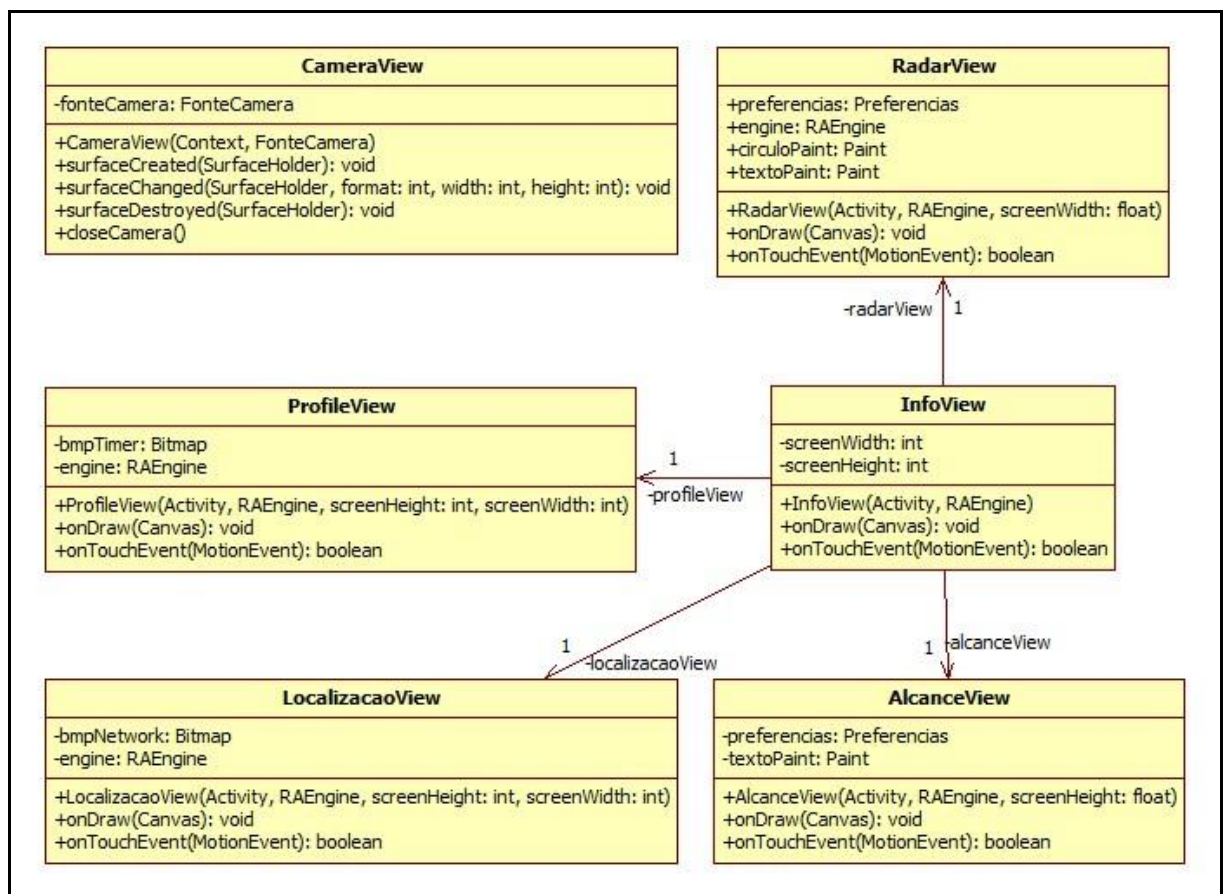 CameraView
-fonteCamera: FonteCamera
+CameraView(Context, FonteCamera)
+surfaceCreated(SurfaceHolder): void
+surfaceChanged(SurfaceHolder, format: int, width: int, height: int): void
+surfaceDestroyed(SurfaceHolder): void
+closeCamera()
RadarView
+preferencias: Preferencias
+engine: RAEngine
+circuloPaint: Paint
+textoPaint: Paint
+RadarView(Activity, RAEngine, screenWidth: float)
+onDraw(Canvas): void
+onTouchEvent(MotionEvent): boolean
-radarView 1
ProfileView
-bmpTimer: Bitmap
-engine: RAEngine
+ProfileView(Activity, RAEngine, screenHeight: int, screenWidth: int)
+onDraw(Canvas): void
+onTouchEvent(MotionEvent): boolean
1
-profileView
InfoView
-screenWidth: int
-screenHeight: int
+InfoView(Activity, RAEngine)
+onDraw(Canvas): void
+onTouchEvent(MotionEvent): boolean
1
-localizacaoView
1 -alcanceView
LocalizacaoView
-bmpNetwork: Bitmap
-engine: RAEngine
+LocalizacaoView(Activity, RAEngine, screenHeight: int, screenWidth: int)
+onDraw(Canvas): void
+onTouchEvent(MotionEvent): boolean
AlcanceView
-preferencias: Preferencias
-textoPaint: Paint
+AlcanceView(Activity, RAEngine, screenHeight: float)
+onDraw(Canvas): void
+onTouchEvent(MotionEvent): boolean